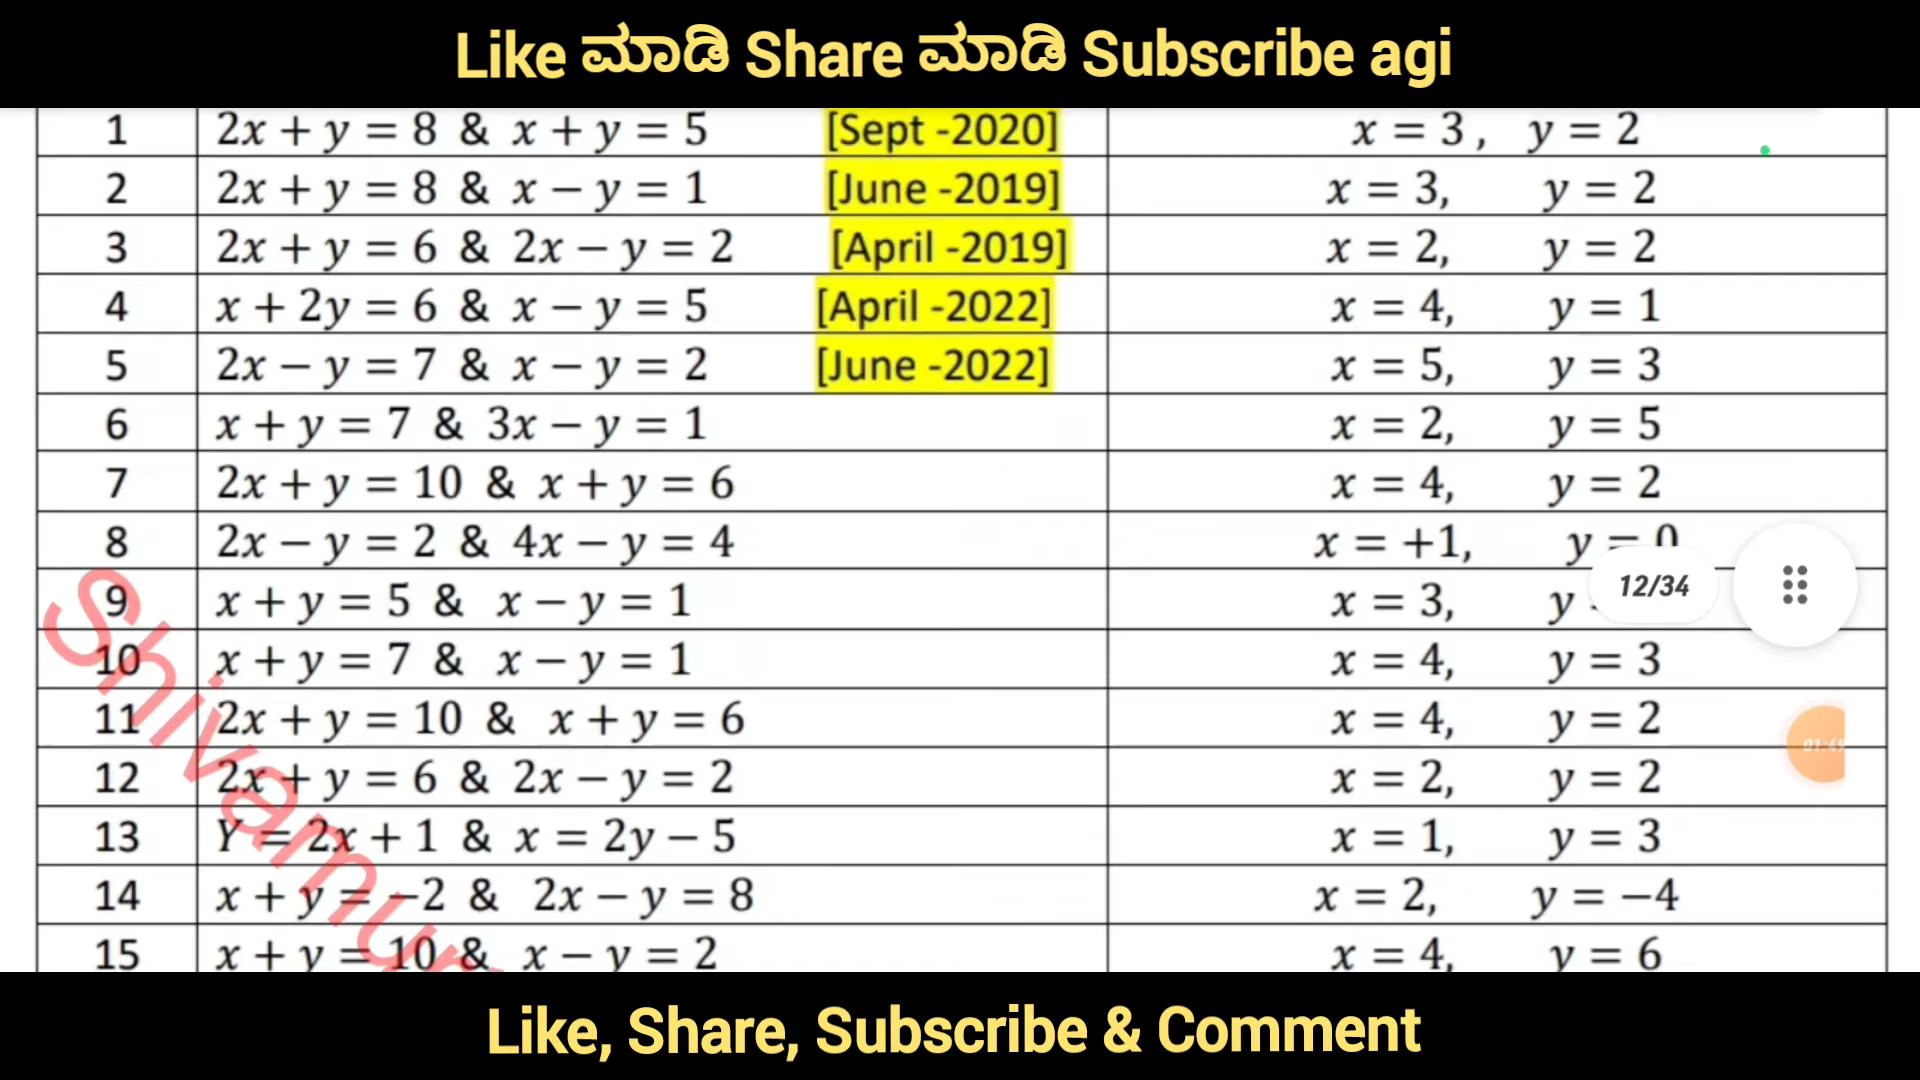 Like ಮಾಡಿ Share ಮಾಡಿ Subscribe agi
1 2x + y = 8 & x + y = 5 [Sept -2020] x = 3 , y = 2
2 2x + y = 8 & x − y = 1 [June -2019] x = 3, y = 2
3 2x + y = 6 & 2x − y = 2 [April -2019] x = 2, y = 2
4 x + 2y = 6 & x − y = 5 [April -2022] x = 4, y = 1
5 2x − y = 7 & x − y = 2 [June -2022] x = 5, y = 3
6 x + y = 7 & 3x − y = 1 x = 2, y = 5
7 2x + y = 10 & x + y = 6 x = 4, y = 2
8 2x − y = 2 & 4x − y = 4 x = +1, y = 0
9 x + y = 5 & x − y = 1 x = 3, y
12/34
10 x + y = 7 & x − y = 1 x = 4, y = 3
11 2x + y = 10 & x + y = 6 x = 4, y = 2
01:49
12 2x + y = 6 & 2x − y = 2 x = 2, y = 2
13 Y = 2x + 1 & x = 2y − 5 x = 1, y = 3
14 x + y = −2 & 2x − y = 8 x = 2, y = −4
15 x + y = 10 & x − y = 2 x = 4, y = 6
Shivamur
Like, Share, Subscribe & Comment